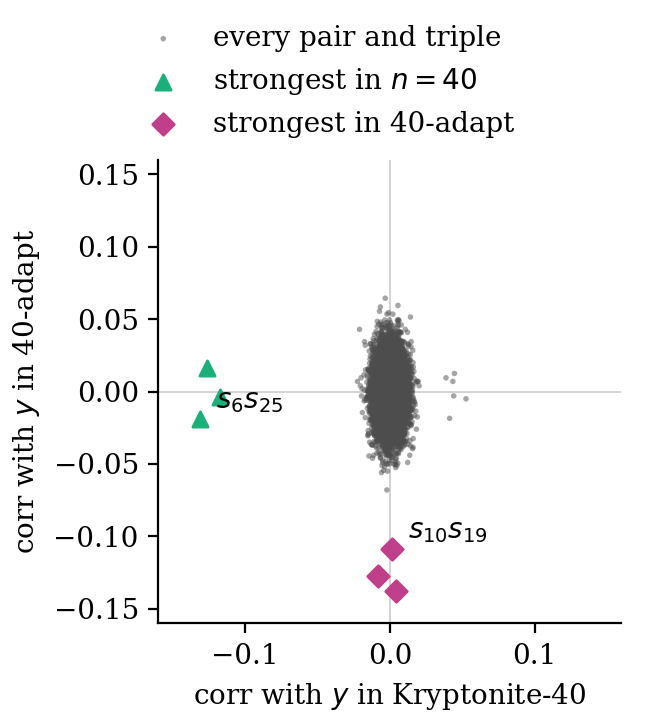 every pair and triple
strongest in n = 40
strongest in 40-adapt
0.15
0.10
0.05
0.00
−0.05
−0.10
−0.15
corr with y in 40-adapt
s₆s₂₅
s₁₀s₁₉
−0.1
0.0
0.1
corr with y in Kryptonite-40